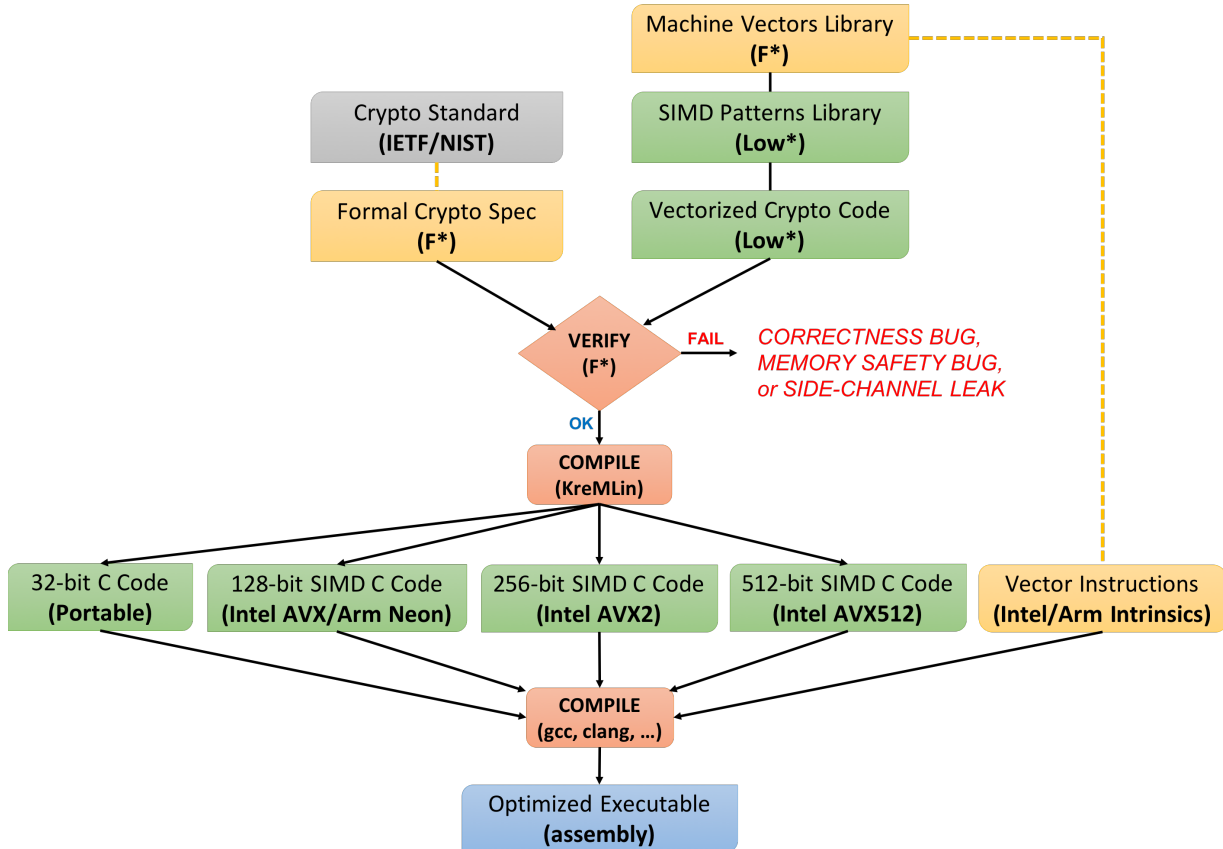 Machine Vectors Library
(F*)
Crypto Standard
(IETF/NIST)
SIMD Patterns Library
(Low*)
Formal Crypto Spec
(F*)
Vectorized Crypto Code
(Low*)
VERIFY
(F*)
FAIL
CORRECTNESS BUG,
MEMORY SAFETY BUG,
or SIDE-CHANNEL LEAK
OK
COMPILE
(KreMLin)
32-bit C Code
(Portable)
128-bit SIMD C Code
(Intel AVX/Arm Neon)
256-bit SIMD C Code
(Intel AVX2)
512-bit SIMD C Code
(Intel AVX512)
Vector Instructions
(Intel/Arm Intrinsics)
COMPILE
(gcc, clang, …)
Optimized Executable
(assembly)